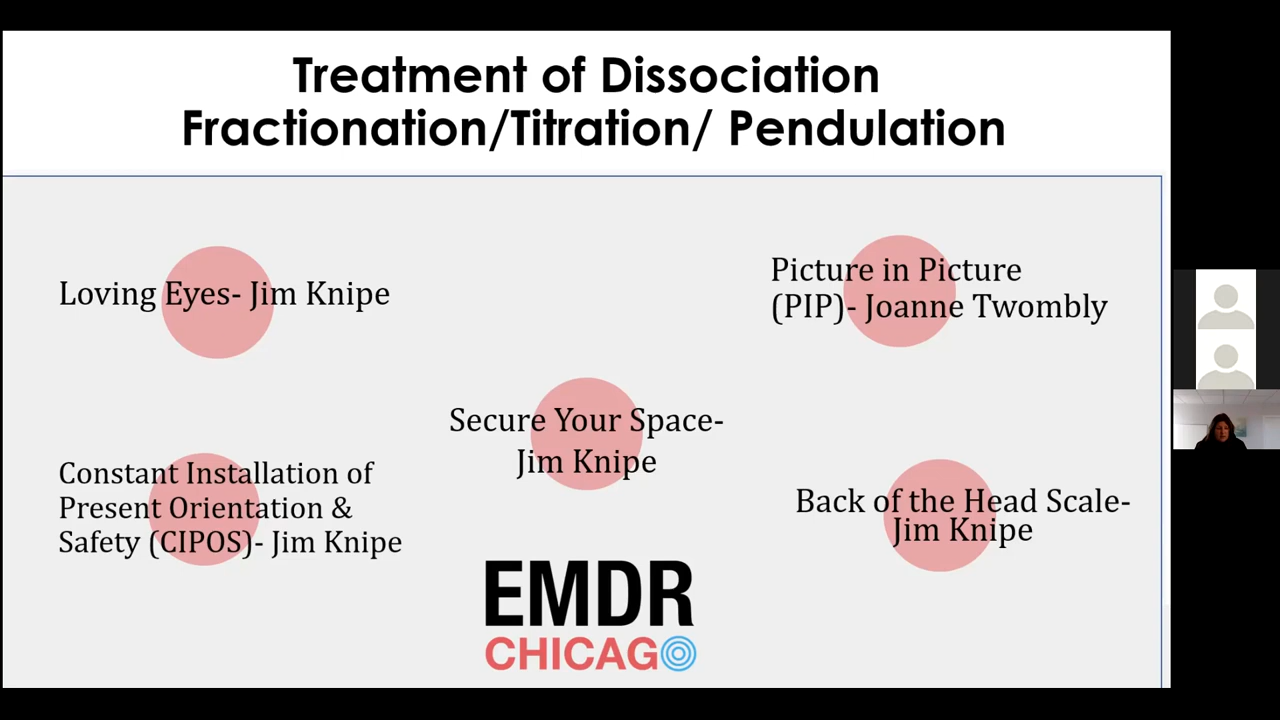 Treatment of Dissociation
Fractionation/Titration/ Pendulation
Loving Eyes- Jim Knipe
Picture in Picture
(PIP)- Joanne Twombly
Secure Your Space-
Jim Knipe
Constant Installation of
Present Orientation &
Safety (CIPOS)- Jim Knipe
Back of the Head Scale-
Jim Knipe
EMDR
CHICAGO